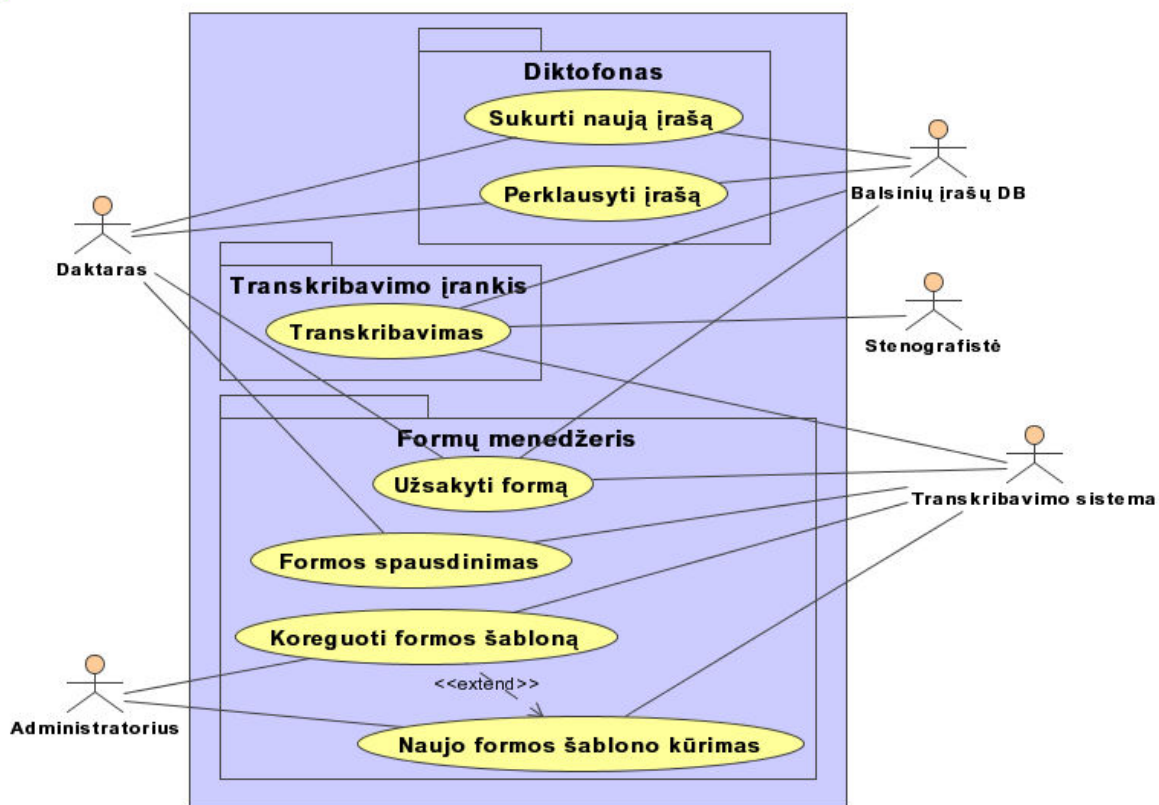 Diktofonas
Sukurti naują įrašą
Perklausyti įrašą
Balsinių įrašų DB
Daktaras
Transkribavimo įrankis
Transkribavimas
Stenografistė
Formų menedžeris
Užsakyti formą
Transkribavimo sistema
Formos spausdinimas
Koreguoti formos šabloną
<<extend>>
Administratorius
Naujo formos šablono kūrimas